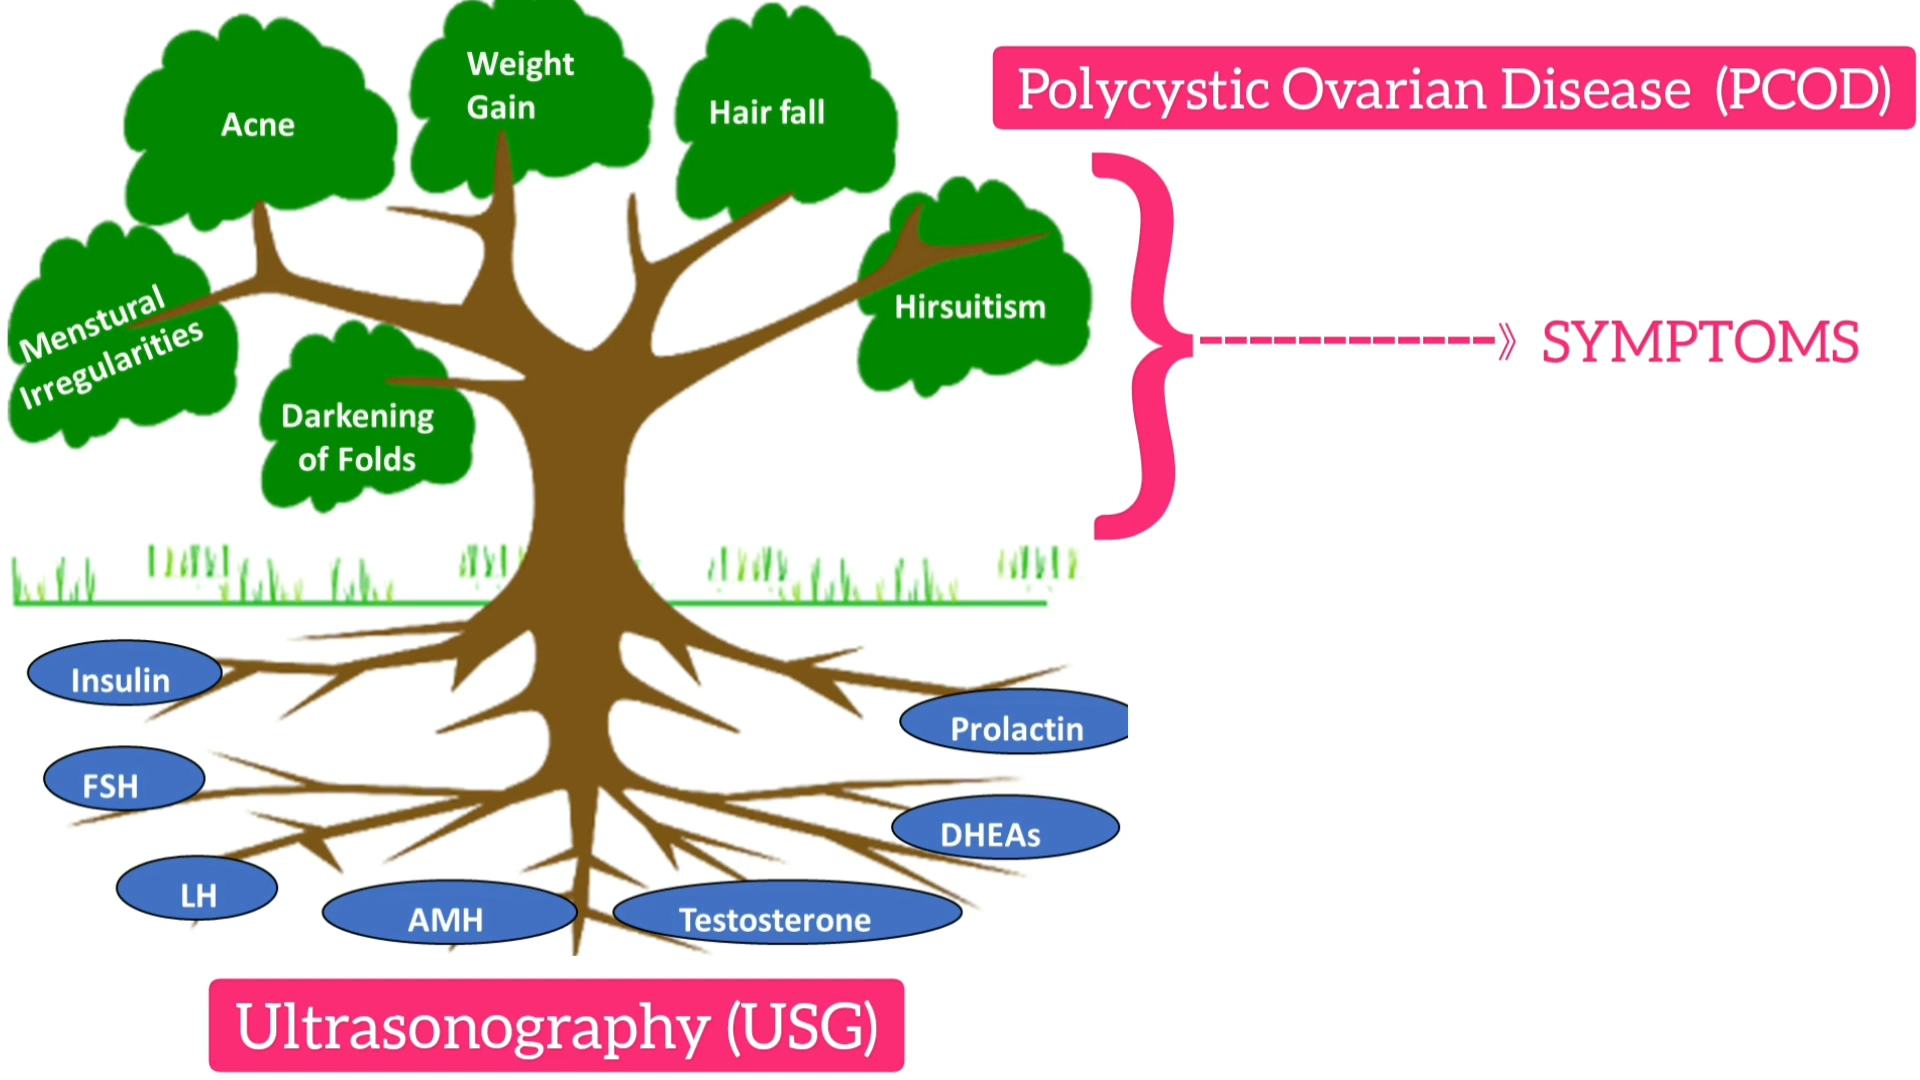 Polycystic Ovarian Disease (PCOD)
Weight
Gain
Acne
Hair fall
Hirsuitism
Menstural
Irregularities
Darkening
of Folds
SYMPTOMS
Insulin
Prolactin
FSH
DHEAs
LH
AMH
Testosterone
Ultrasonography (USG)